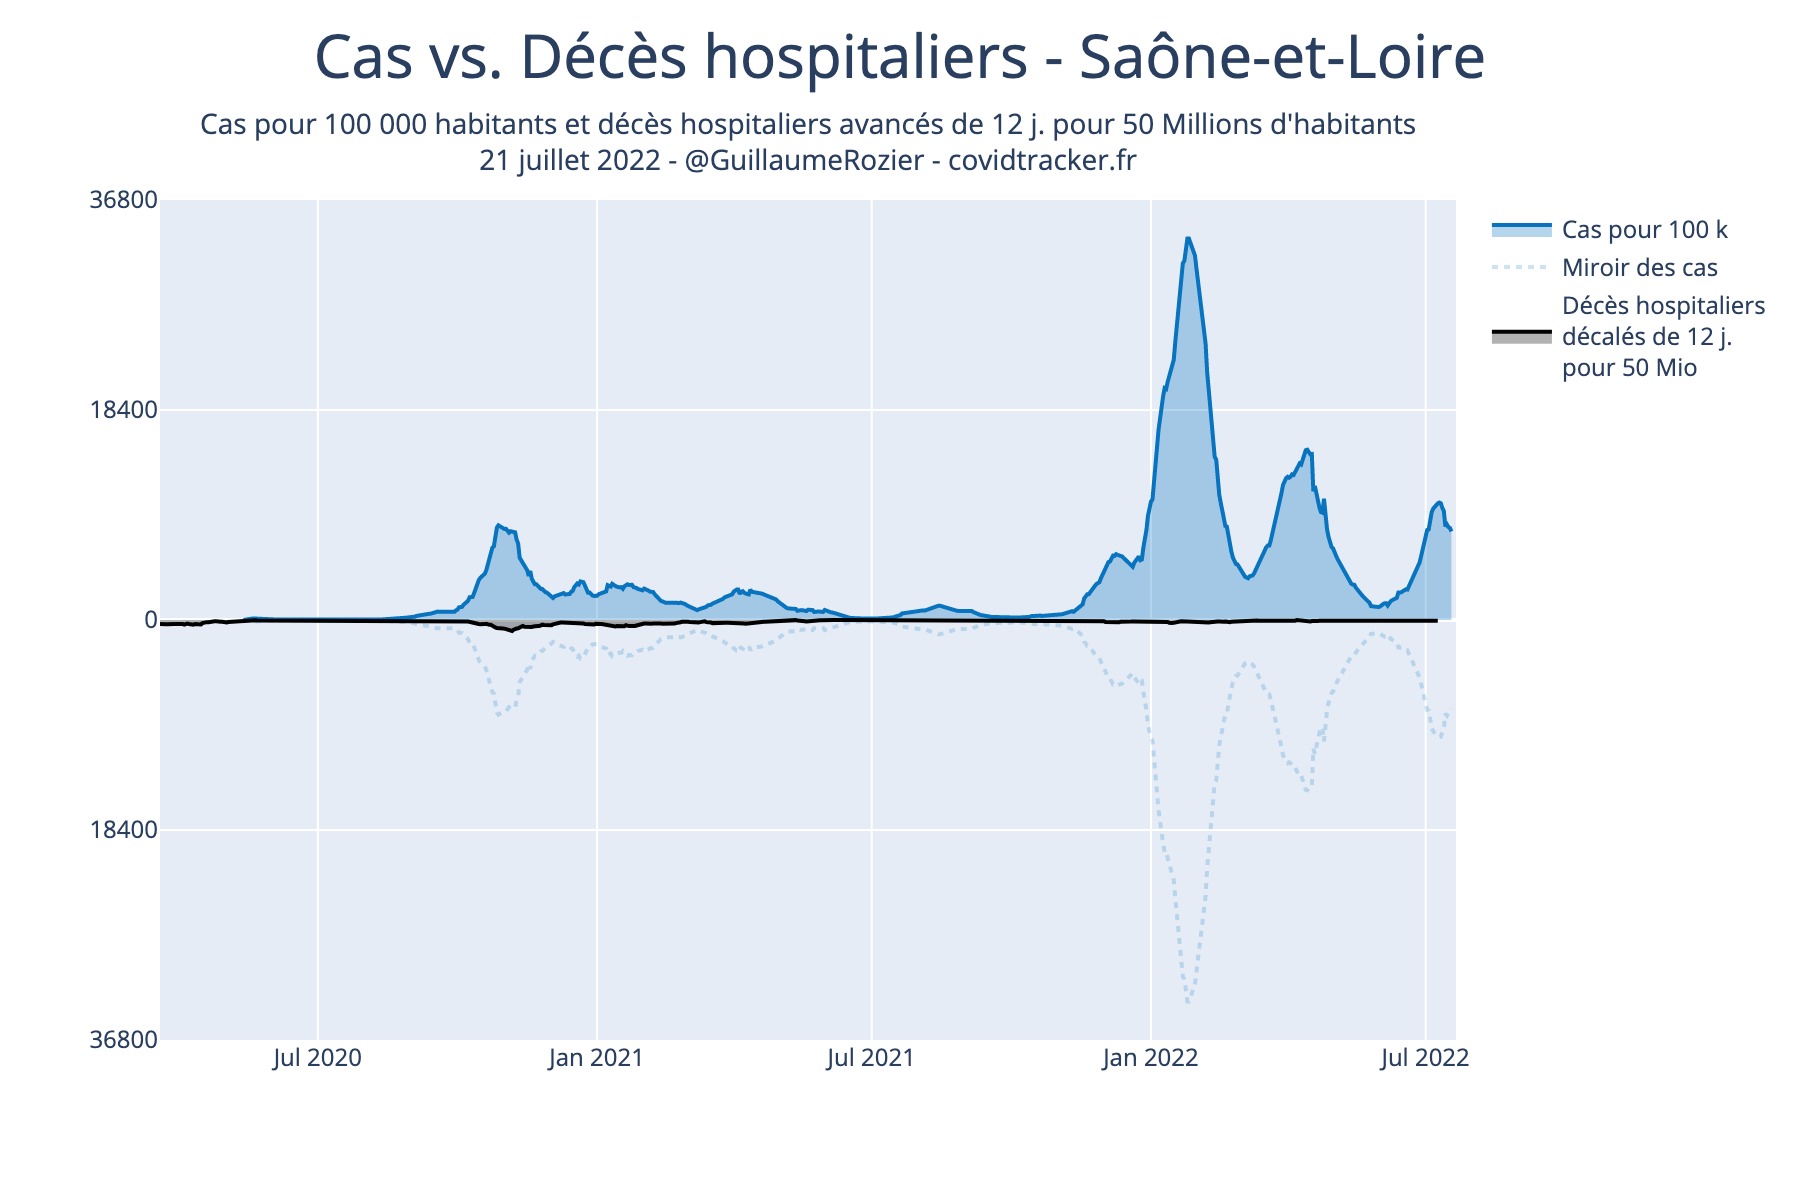 Cas vs. Décès hospitaliers - Saône-et-Loire
Cas pour 100 000 habitants et décès hospitaliers avancés de 12 j. pour 50 Millions d'habitants
21 juillet 2022 - @GuillaumeRozier - covidtracker.fr
36800
18400
0
18400
36800
Jul 2020
Jan 2021
Jul 2021
Jan 2022
Jul 2022
Cas pour 100 k
Miroir des cas
Décès hospitaliers
décalés de 12 j.
pour 50 Mio